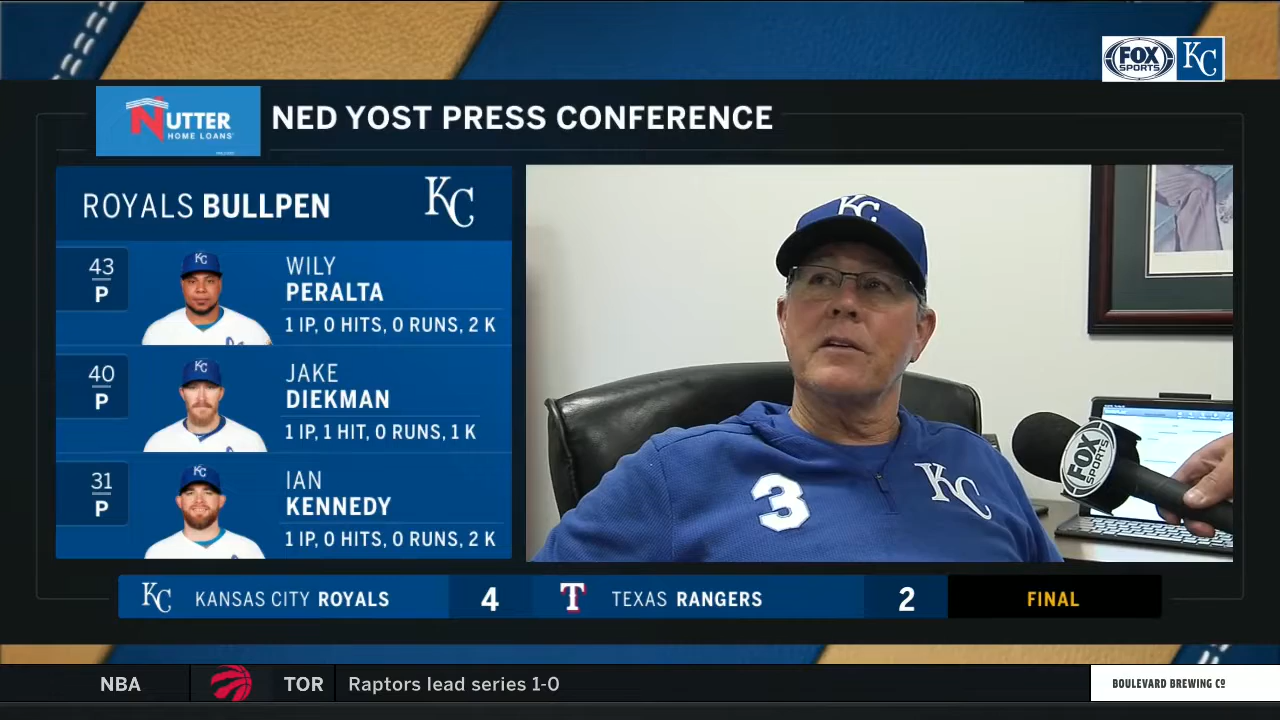 FOX
SPORTS
KC
NUTTER
HOME LOANS
NED YOST PRESS CONFERENCE
ROYALS BULLPEN
KC
43
P
WILY
PERALTA
1 IP, 0 HITS, 0 RUNS, 2 K
40
P
JAKE
DIEKMAN
1 IP, 1 HIT, 0 RUNS, 1 K
31
P
IAN
KENNEDY
1 IP, 0 HITS, 0 RUNS, 2 K
KC
3
KC
FOX
SPORTS
KC KANSAS CITY ROYALS 4 T TEXAS RANGERS 2 FINAL
NBA TOR Raptors lead series 1-0 BOULEVARD BREWING Co